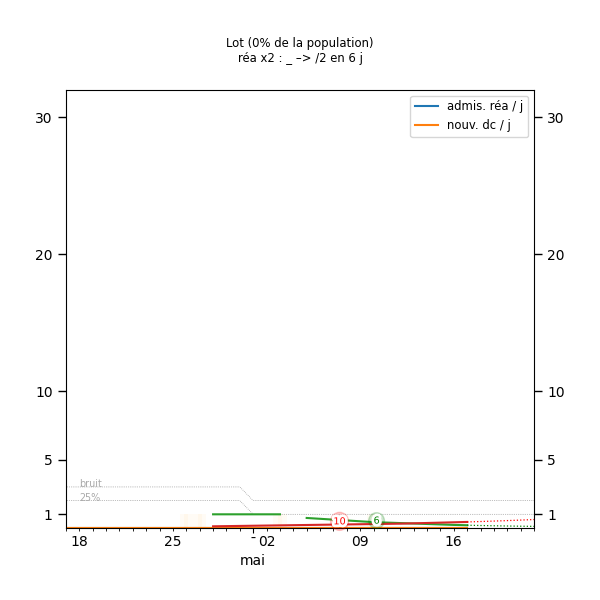 Lot (0% de la population)
réa x2 : _ –> /2 en 6 j
admis. réa / j
nouv. dc / j
30 30
20 20
10 10
5 5
bruit
25%
1 10 6 1
18 25 - 02 09 16
mai